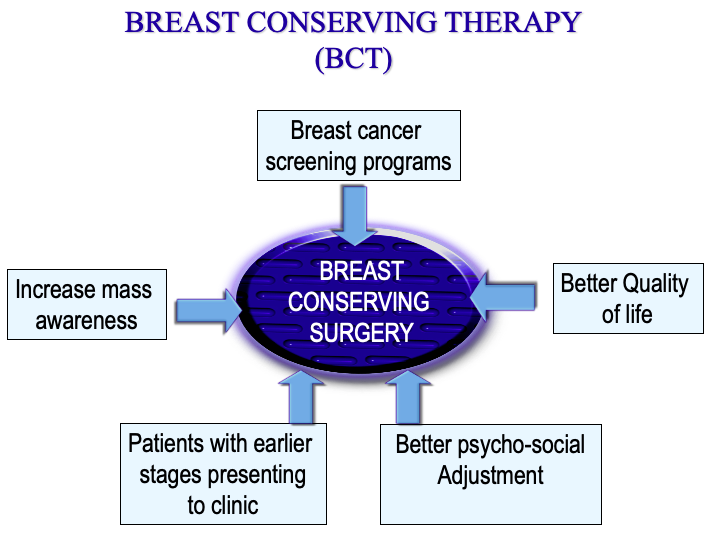 BREAST CONSERVING THERAPY
(BCT)
Breast cancer
screening programs
Increase mass
awareness
BREAST
CONSERVING
SURGERY
Better Quality
of life
Patients with earlier
stages presenting
to clinic
Better psycho-social
Adjustment